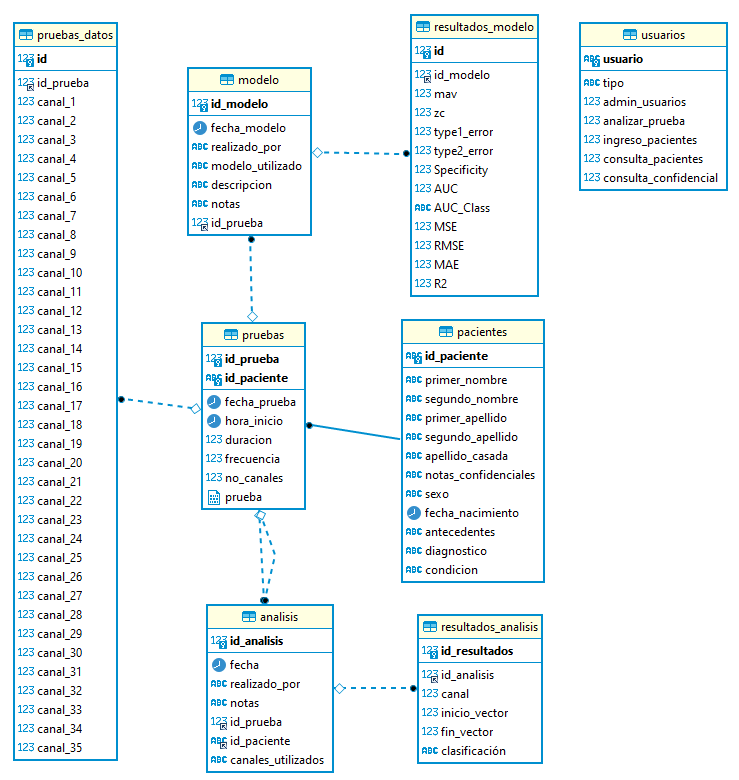 pruebas_datos
123 id
123 id_prueba
123 canal_1
123 canal_2
123 canal_3
123 canal_4
123 canal_5
123 canal_6
123 canal_7
123 canal_8
123 canal_9
123 canal_10
123 canal_11
123 canal_12
123 canal_13
123 canal_14
123 canal_15
123 canal_16
123 canal_17
123 canal_18
123 canal_19
123 canal_20
123 canal_21
123 canal_22
123 canal_23
123 canal_24
123 canal_25
123 canal_26
123 canal_27
123 canal_28
123 canal_29
123 canal_30
123 canal_31
123 canal_32
123 canal_33
123 canal_34
123 canal_35
modelo
123 id_modelo
fecha_modelo
ABC realizado_por
ABC modelo_utilizado
ABC descripcion
ABC notas
123 id_prueba
resultados_modelo
123 id
123 id_modelo
123 mav
123 zc
123 type1_error
123 type2_error
123 Specificity
123 AUC
ABC AUC_Class
123 MSE
123 RMSE
123 MAE
123 R2
usuarios
ABC usuario
ABC tipo
123 admin_usuarios
123 analizar_prueba
123 ingreso_pacientes
123 consulta_pacientes
123 consulta_confidencial
pruebas
123 id_prueba
ABC id_paciente
fecha_prueba
hora_inicio
123 duracion
123 frecuencia
123 no_canales
prueba
pacientes
ABC id_paciente
ABC primer_nombre
ABC segundo_nombre
ABC primer_apellido
ABC segundo_apellido
ABC apellido_casada
ABC notas_confidenciales
ABC sexo
fecha_nacimiento
ABC antecedentes
ABC diagnostico
ABC condicion
analisis
123 id_analisis
fecha
ABC realizado_por
ABC notas
123 id_prueba
ABC id_paciente
ABC canales_utilizados
resultados_analisis
123 id_resultados
123 id_analisis
123 canal
123 inicio_vector
123 fin_vector
ABC clasificación